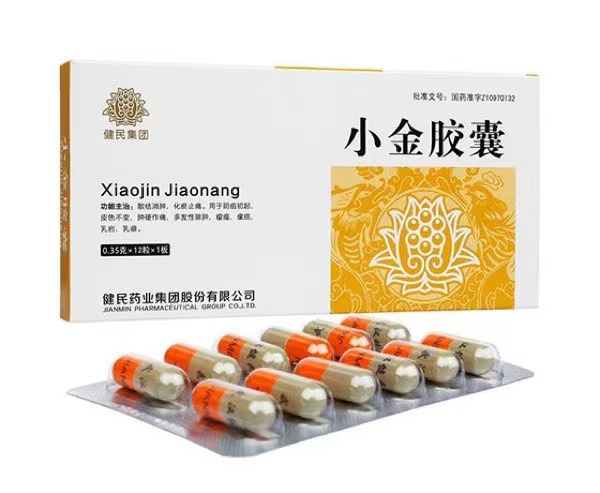 批准文号：国药准字Z10970132
健民集团
小金胶囊
Xiaojin Jiaonang
功能主治：散结消肿、化瘀止痛。用于阴疽初起、
皮色不变、肿硬作痛、多发性脓肿、瘿瘤、瘰疬、
乳岩、乳癖。
0.35克×12粒×1板
健民药业集团股份有限公司
JIANMIN PHARMACEUTICAL GROUP CO.,LTD.
小金胶囊